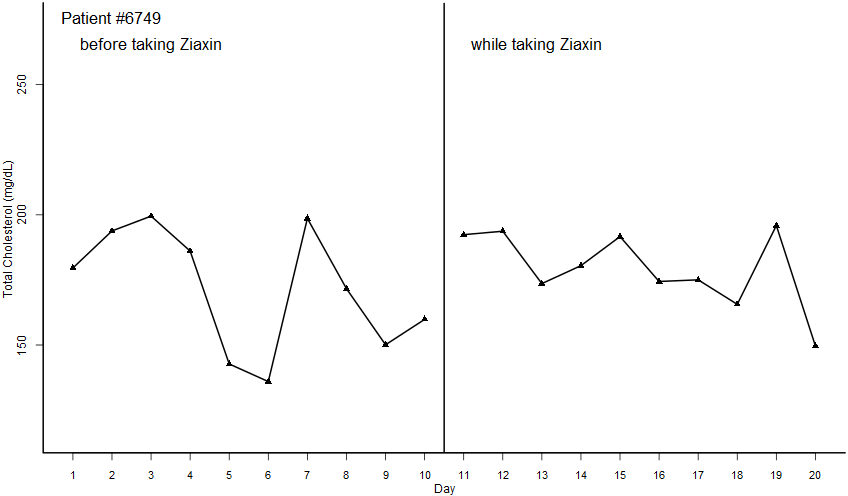 Patient #6749
before taking Ziaxin
while taking Ziaxin
Total Cholesterol (mg/dL)
250
200
150
1 2 3 4 5 6 7 8 9 10 11 12 13 14 15 16 17 18 19 20
Day